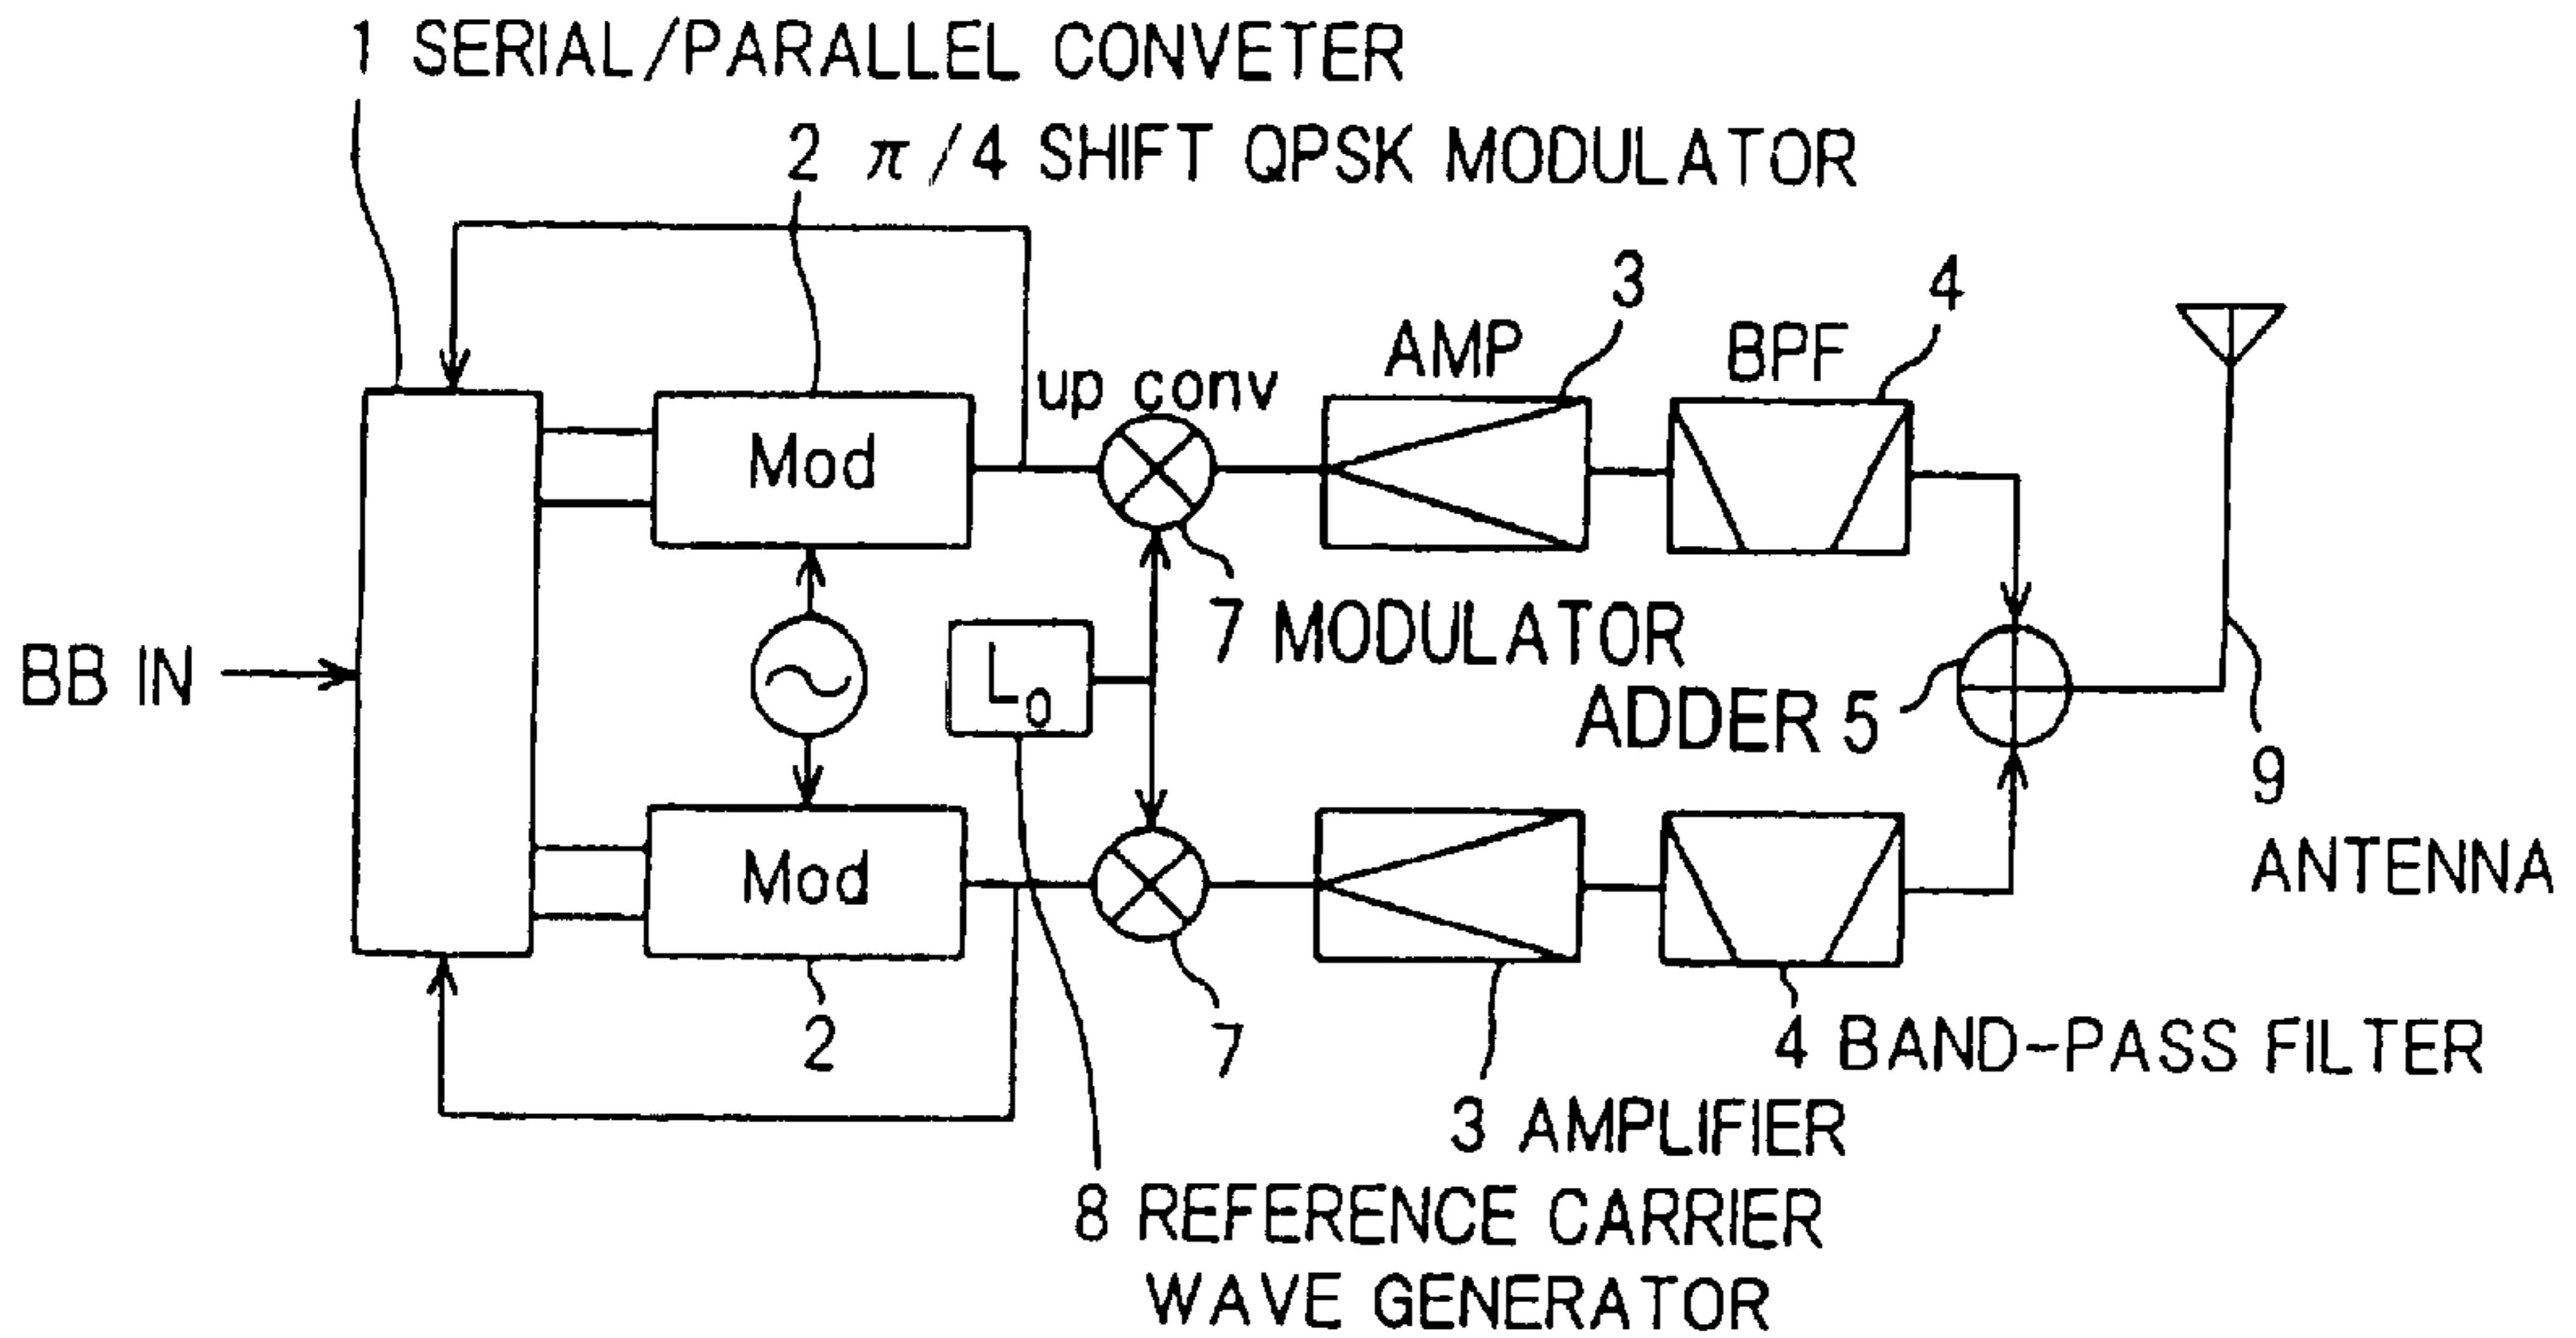 1 SERIAL/PARALLEL CONVETER
2 π/4 SHIFT QPSK MODULATOR
3
4
AMP
BPF
up conv
Mod
7 MODULATOR
BB IN
L0
ADDER 5
9
ANTENNA
Mod
2
7
4 BAND-PASS FILTER
3 AMPLIFIER
8 REFERENCE CARRIER
WAVE GENERATOR